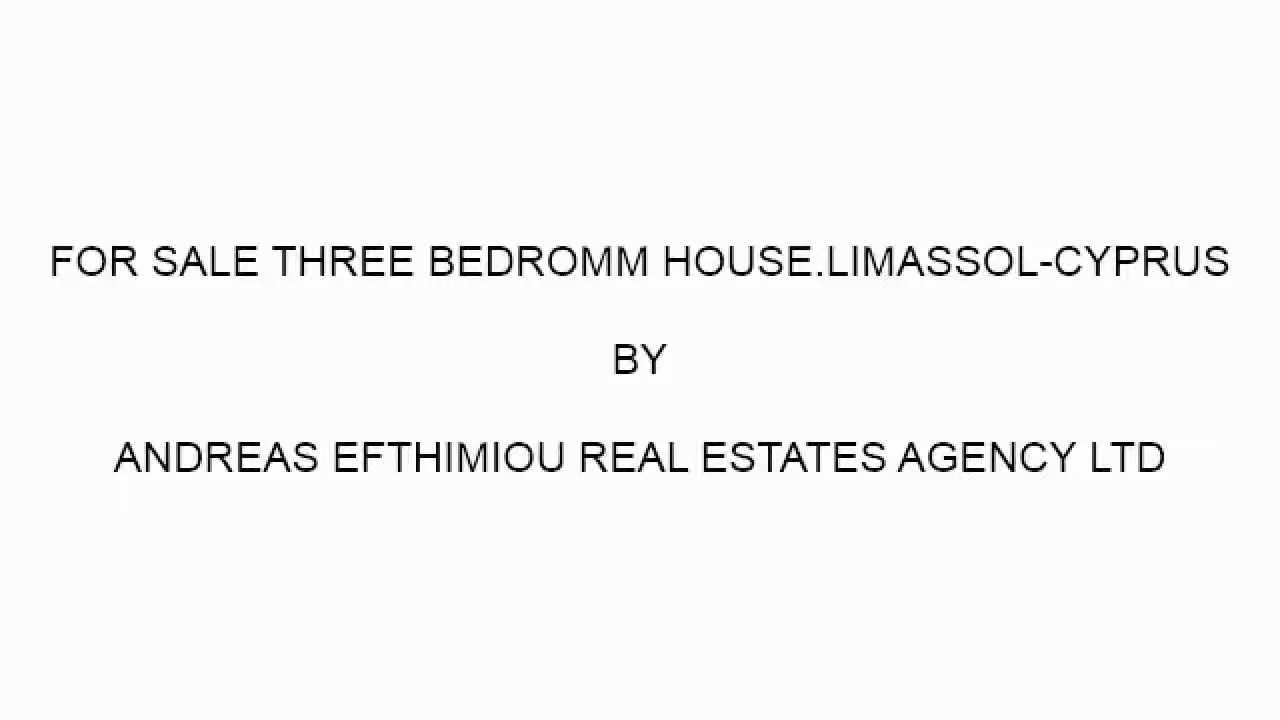 FOR SALE THREE BEDROMM HOUSE.LIMASSOL-CYPRUS
BY
ANDREAS EFTHIMIOU REAL ESTATES AGENCY LTD